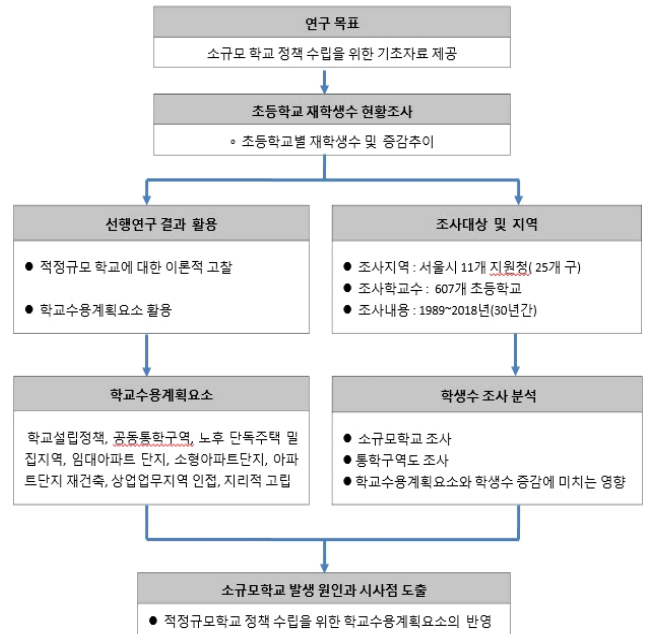 연구 목표
소규모 학교 정책 수립을 위한 기초자료 제공
초등학교 재학생수 현황조사
∘ 초등학교별 재학생수 및 증감추이
선행연구 결과 활용
● 적정규모 학교에 대한 이론적 고찰
● 학교수용계획요소 활용
조사대상 및 지역
● 조사지역 : 서울시 11개 지원청( 25개 구)
● 조사학교수 : 607개 초등학교
● 조사내용 : 1989~2018년(30년간)
학교수용계획요소
학교설립정책, 공동통학구역, 노후 단독주택 밀
집지역, 임대아파트 단지, 소형아파트단지, 아파
트단지 재건축, 상업업무지역 인접, 지리적 고립
학생수 조사 분석
● 소규모학교 조사
● 통학구역도 조사
● 학교수용계획요소와 학생수 증감에 미치는 영향
소규모학교 발생 원인과 시사점 도출
● 적정규모학교 정책 수립을 위한 학교수용계획요소의 반영